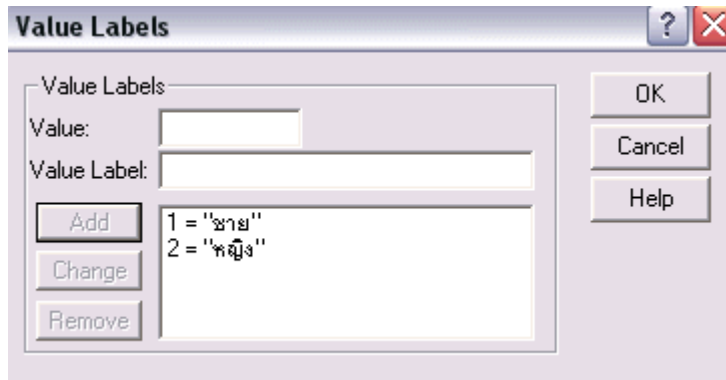 Value Labels
Value Labels
Value:
Value Label:
Add
Change
Remove
1 = "ชาย"
2 = "หญิง"
OK
Cancel
Help